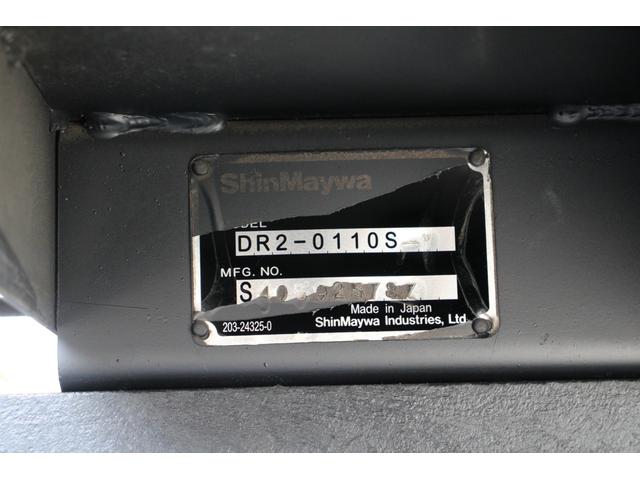 ShinMaywa
DR2-0110S
MFG. NO.
Made in Japan
203-24325-0
ShinMaywa Industries, Ltd.